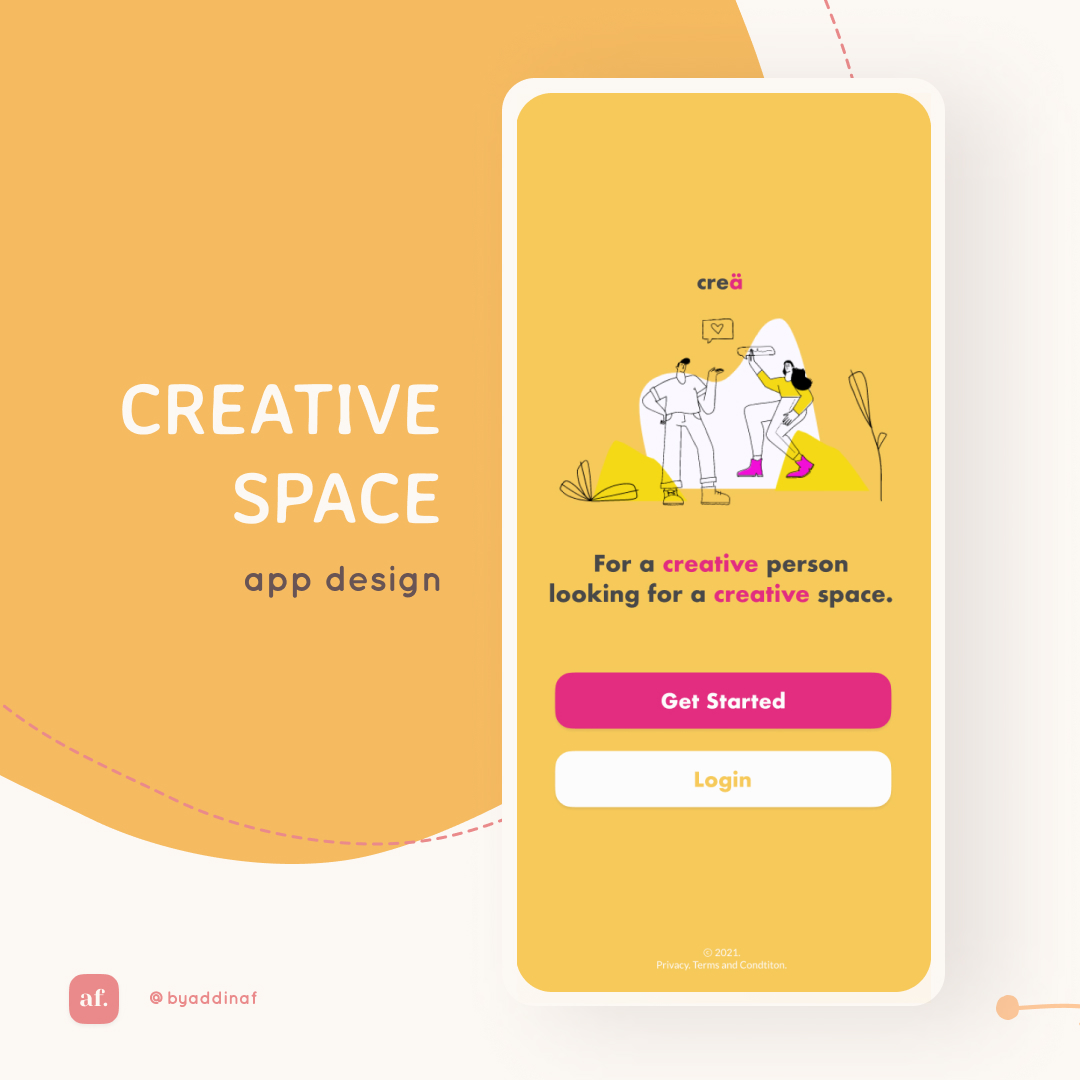 CREATIVE
SPACE
app design
creä
For a creative person
looking for a creative space.
Get Started
Login
© 2021.
Privacy. Terms and Condtiton.
af.
@byaddinaf